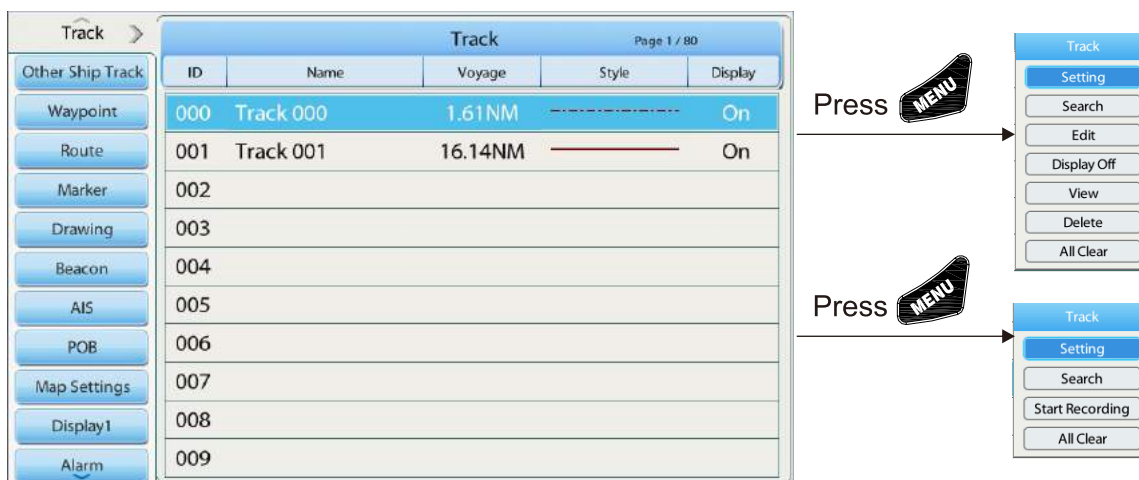 Track
Other Ship Track
Waypoint
Route
Marker
Drawing
Beacon
AIS
POB
Map Settings
Display1
Alarm
Track Page 1 / 80
ID Name Voyage Style Display
000 Track 000 1.61NM On
001 Track 001 16.14NM On
002
003
004
005
006
007
008
009
Press MENU
Track
Setting
Search
Edit
Display Off
View
Delete
All Clear
Press MENU
Track
Setting
Search
Start Recording
All Clear